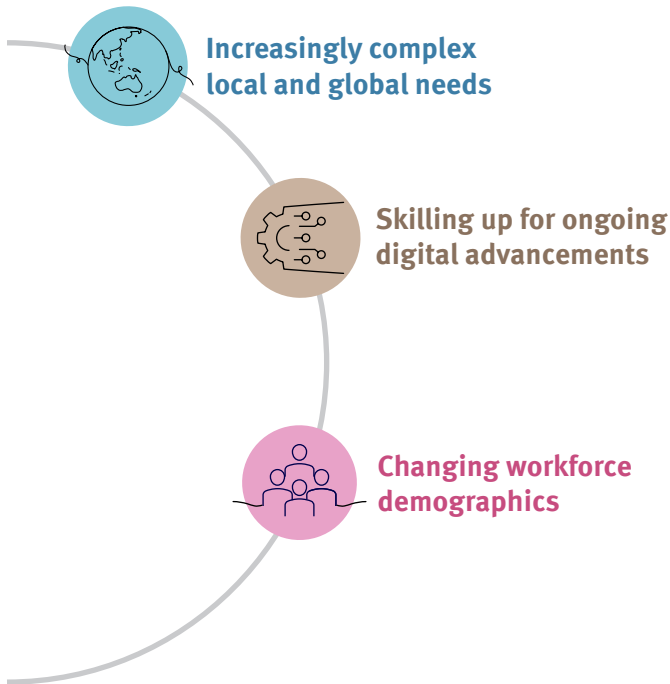 Increasingly complex
local and global needs
Skilling up for ongoing
digital advancements
Changing workforce
demographics